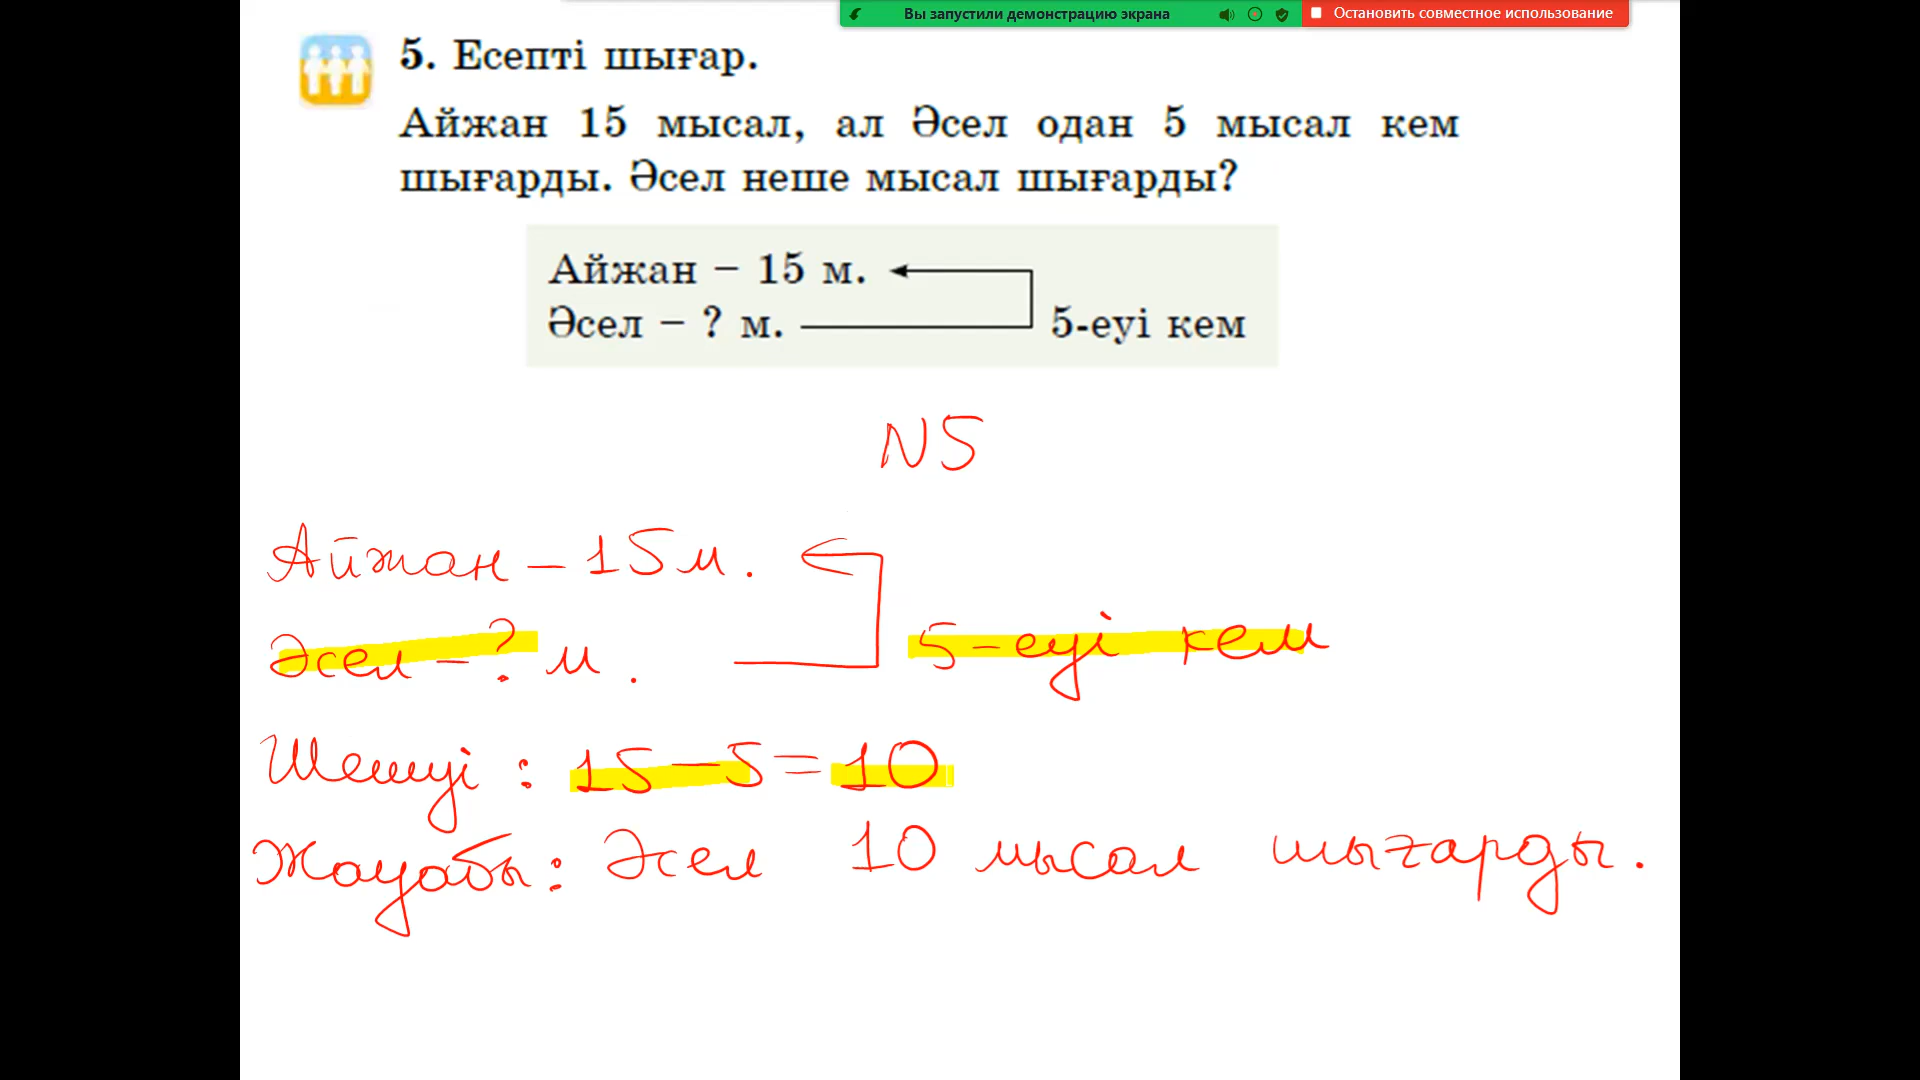 Вы запустили демонстрацию экрана Остановить совместное использование
5. Есепті шығар.
Айжан 15 мысал, ал Әсел одан 5 мысал кем
шығарды. Әсел неше мысал шығарды?
Айжан – 15 м.
Әсел – ? м. 5-еуі кем
N5
Айжан – 15 м.
Әсел – ? м. 5-еуі кем
Шешуі : 15 – 5 = 10
Жауабы : Әсел 10 мысал шығарды.